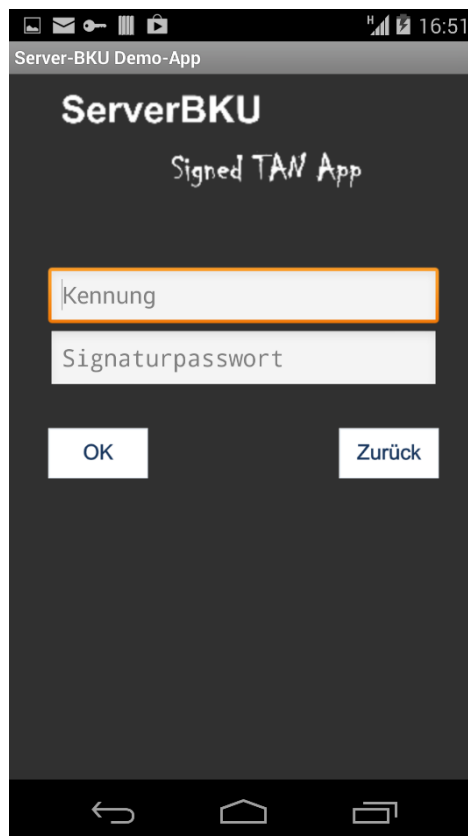 H 16:51
Server-BKU Demo-App
ServerBKU
Signed TAN App
Kennung
Signaturpasswort
OK Zurück